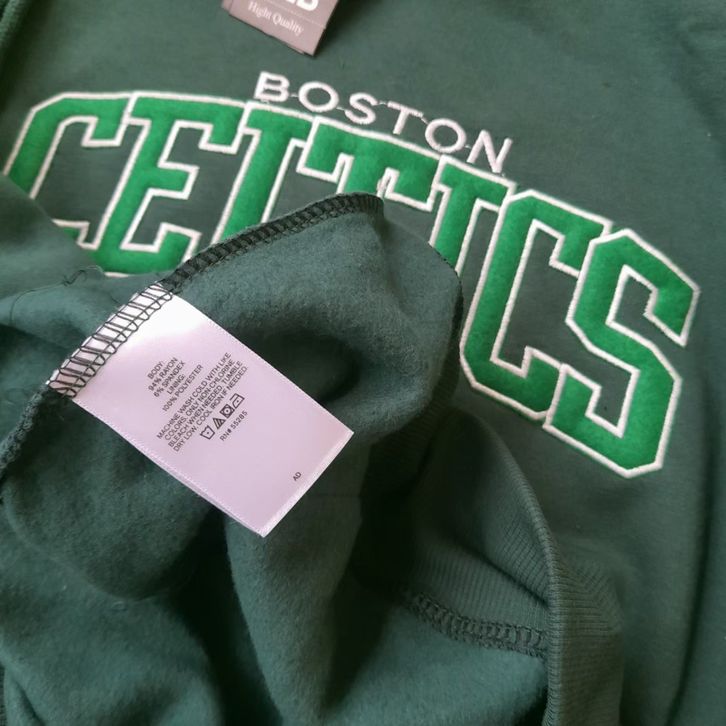 Hight Quality
BOSTON
CELTICS
BODY:
94% RAYON
6% SPANDEX
LINING:
100% POLYESTER
MACHINE WASH COLD WITH LIKE
COLORS, ONLY NON-CHLORINE
BLEACH WHEN NEEDED, TUMBLE
DRY LOW, COOL IRON IF NEEDED.
RN# 55285
AD